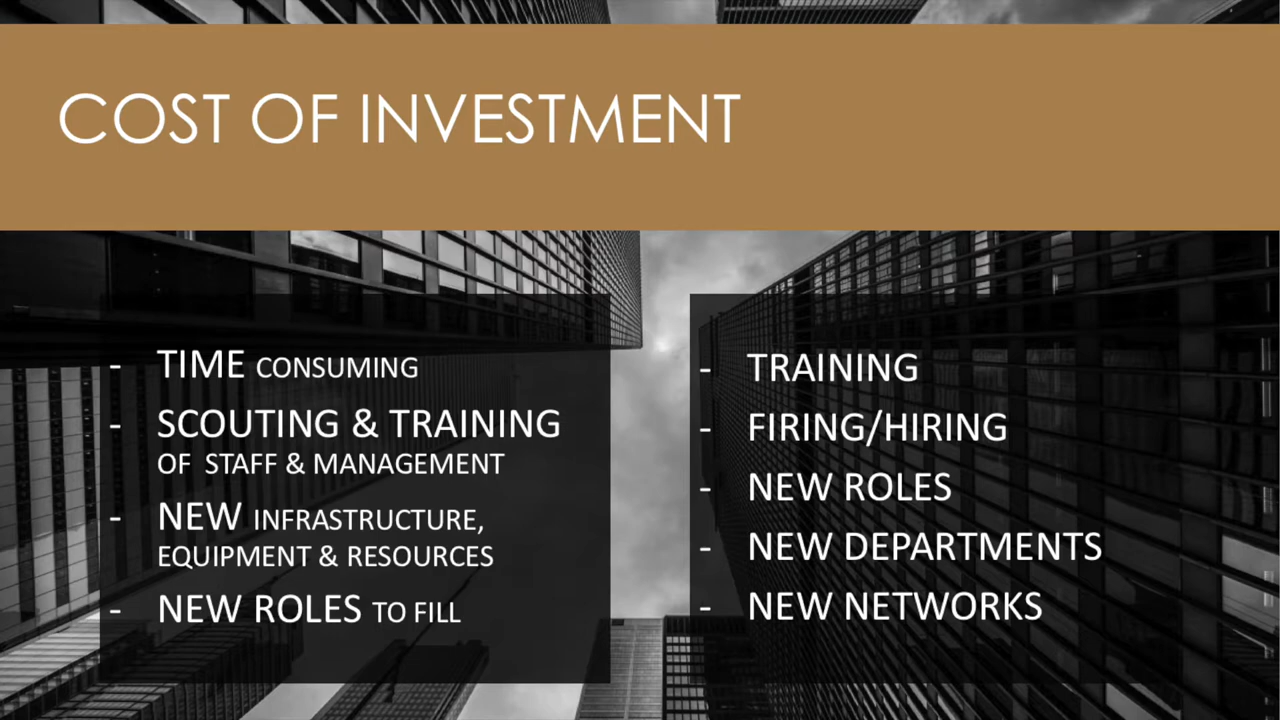 COST OF INVESTMENT
- TIME CONSUMING
- SCOUTING & TRAINING
OF STAFF & MANAGEMENT
- NEW INFRASTRUCTURE,
EQUIPMENT & RESOURCES
- NEW ROLES TO FILL
- TRAINING
- FIRING/HIRING
- NEW ROLES
- NEW DEPARTMENTS
- NEW NETWORKS